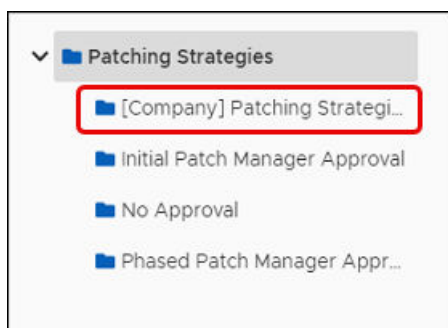 Patching Strategies
[Company] Patching Strategi...
Initial Patch Manager Approval
No Approval
Phased Patch Manager Appr...